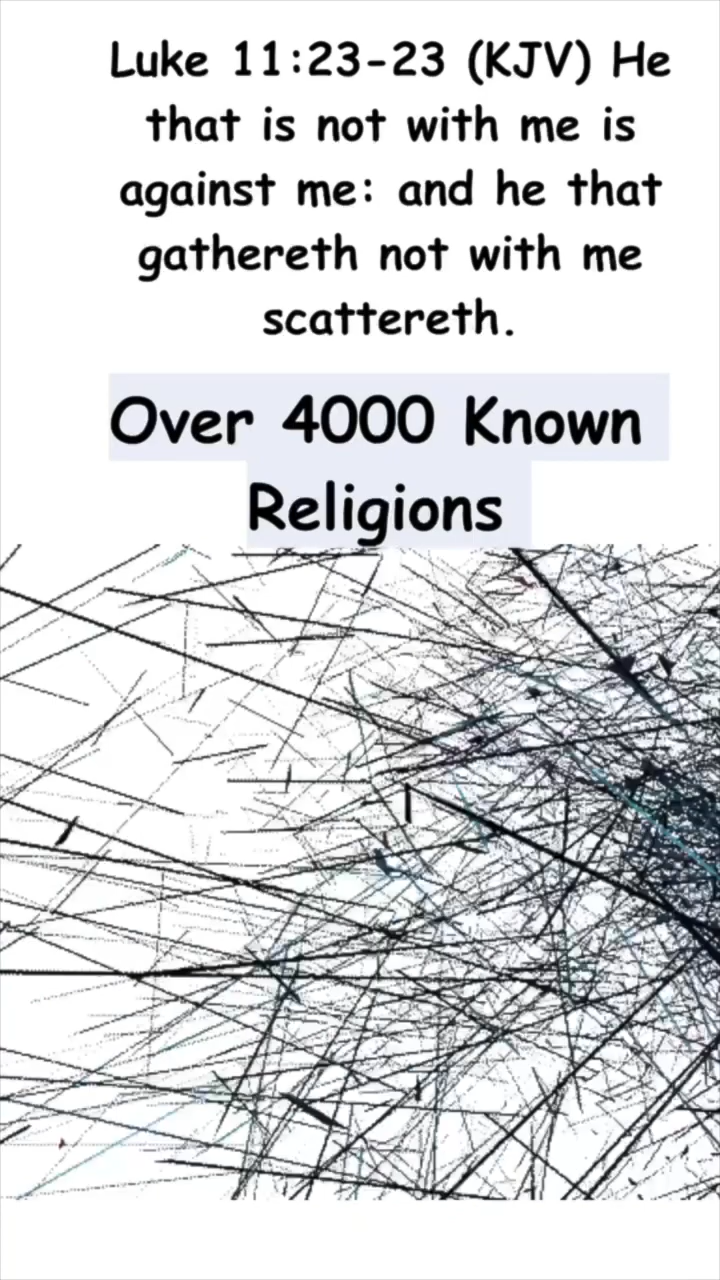 Luke 11:23-23 (KJV) He
that is not with me is
against me: and he that
gathereth not with me
scattereth.
Over 4000 Known
Religions